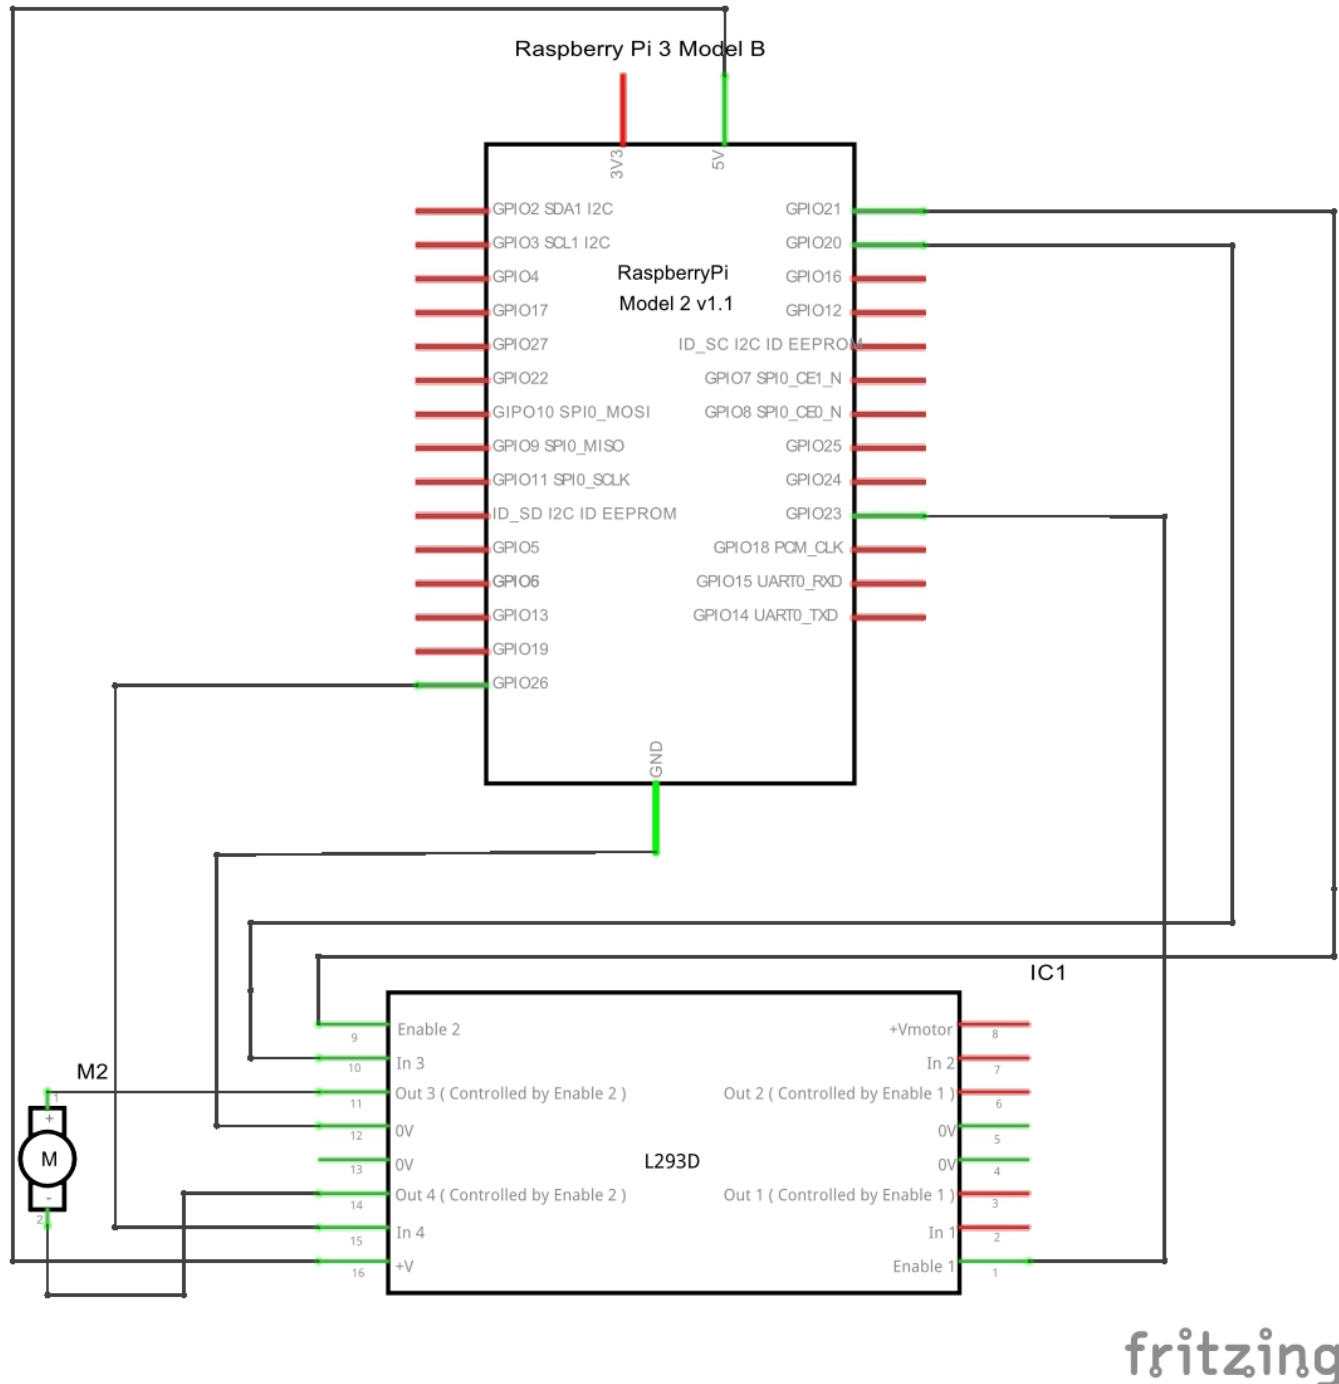 Raspberry Pi 3 Model B
3V3
5V
GPIO2 SDA1 I2C
GPIO21
GPIO3 SCL1 I2C
GPIO20
GPIO4
RaspberryPi
GPIO16
GPIO17
Model 2 v1.1
GPIO12
GPIO27
ID_SC I2C ID EEPROM
GPIO22
GPIO7 SPI0_CE1_N
GIPO10 SPI0_MOSI
GPIO8 SPI0_CE0_N
GPIO9 SPI0_MISO
GPIO25
GPIO11 SPI0_SCLK
GPIO24
ID_SD I2C ID EEPROM
GPIO23
GPIO5
GPIO18 PCM_CLK
GPIO6
GPIO15 UART0_RXD
GPIO13
GPIO14 UART0_TXD
GPIO19
GPIO26
GND
IC1
9 Enable 2
+Vmotor 8
10 In 3
In 2 7
M2
1
11 Out 3 ( Controlled by Enable 2 )
Out 2 ( Controlled by Enable 1 ) 6
+
12 0V
0V 5
M
L293D
13 0V
0V 4
-
14 Out 4 ( Controlled by Enable 2 )
Out 1 ( Controlled by Enable 1 ) 3
2
15 In 4
In 1 2
16 +V
Enable 1 1
fritzing